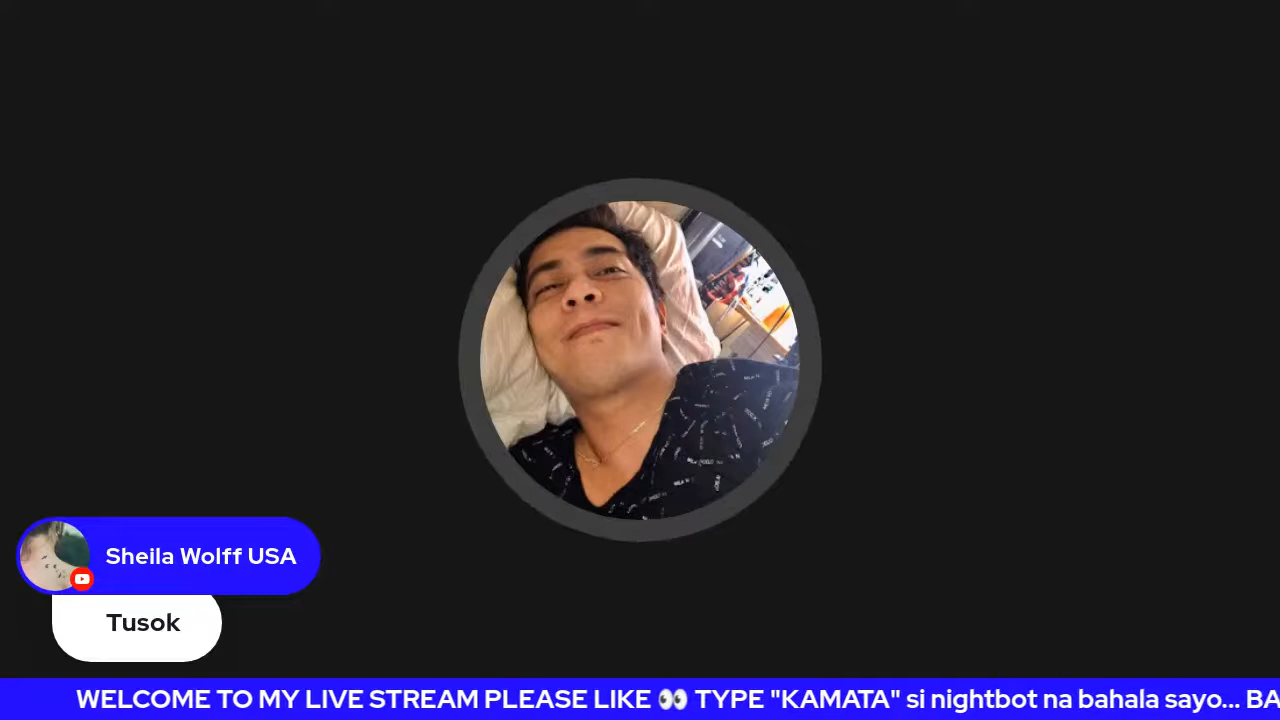 Sheila Wolff USA
Tusok
WELCOME TO MY LIVE STREAM PLEASE LIKE 👀 TYPE "KAMATA" si nightbot na bahala sayo... BA